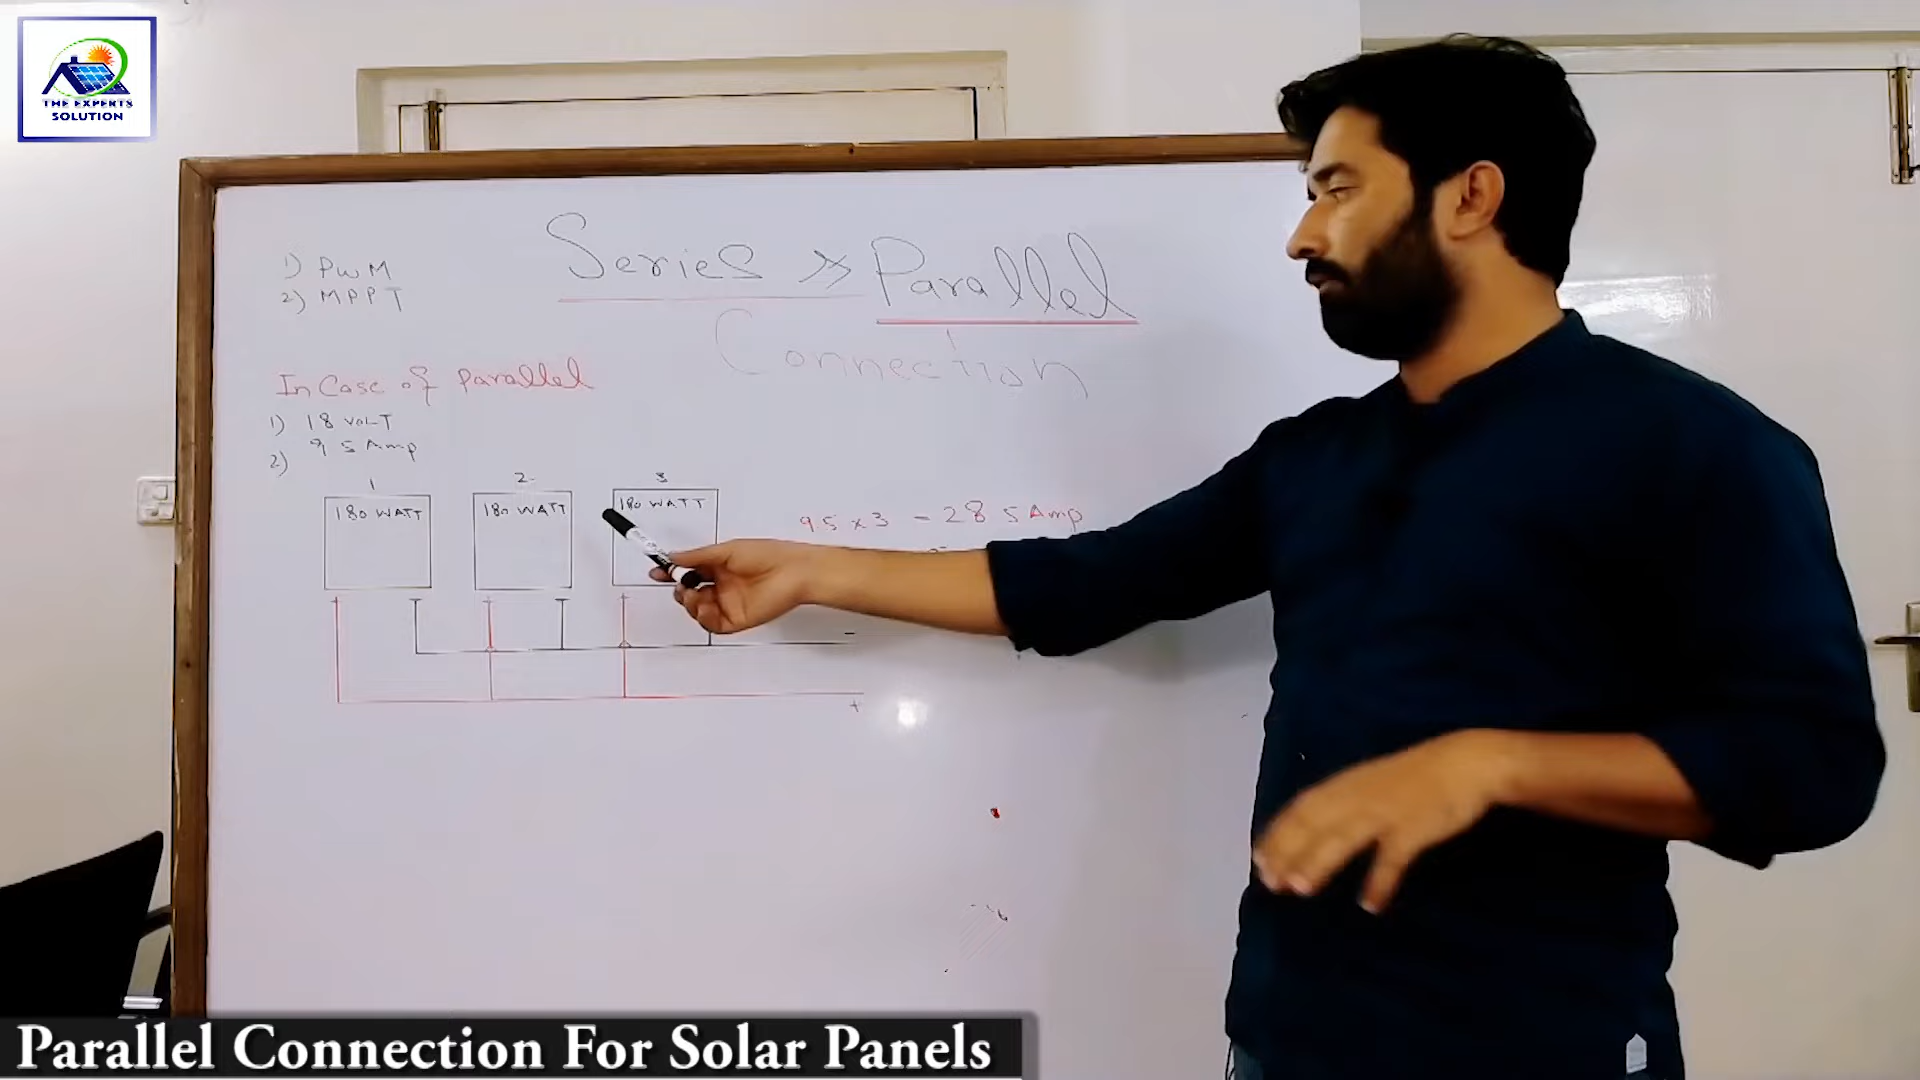 THE EXPERTS
SOLUTION
1) PWM
2) MPPT
Series >> Parallel
Connection
In Case of parallel
1) 18 VOLT
2) 9 5 Amp
1
2
3
180 WATT
180 WATT
180 WATT
9 5 x 3 = 28 5 Amp
+
-
+
-
+
-
+
Parallel Connection For Solar Panels